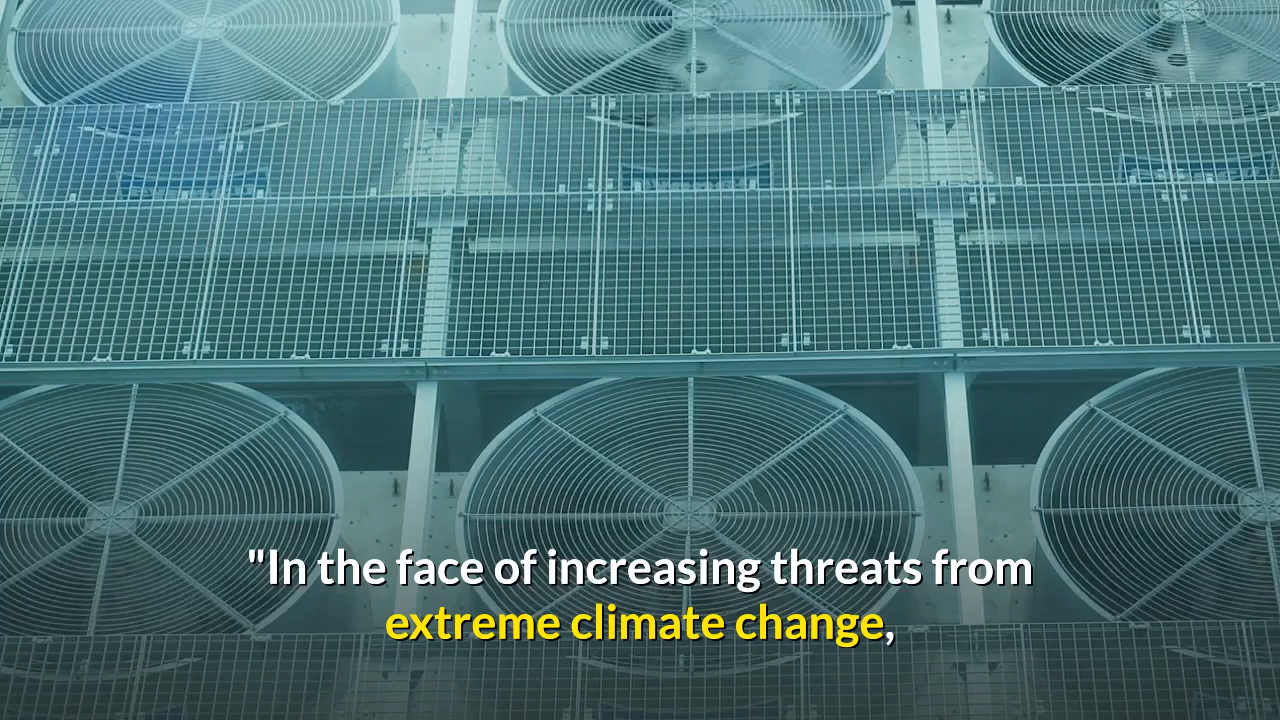 "In the face of increasing threats from
extreme climate change,